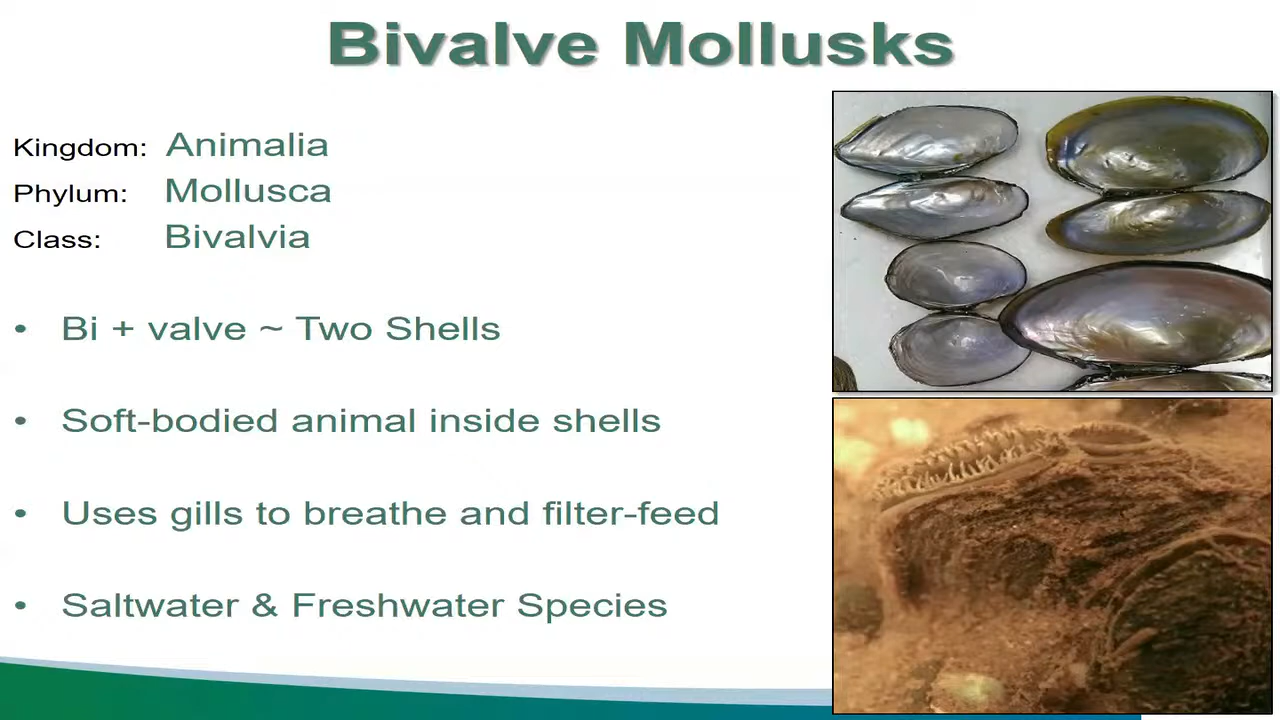 Bivalve Mollusks
Kingdom: Animalia
Phylum: Mollusca
Class: Bivalvia
• Bi + valve ~ Two Shells
• Soft-bodied animal inside shells
• Uses gills to breathe and filter-feed
• Saltwater & Freshwater Species